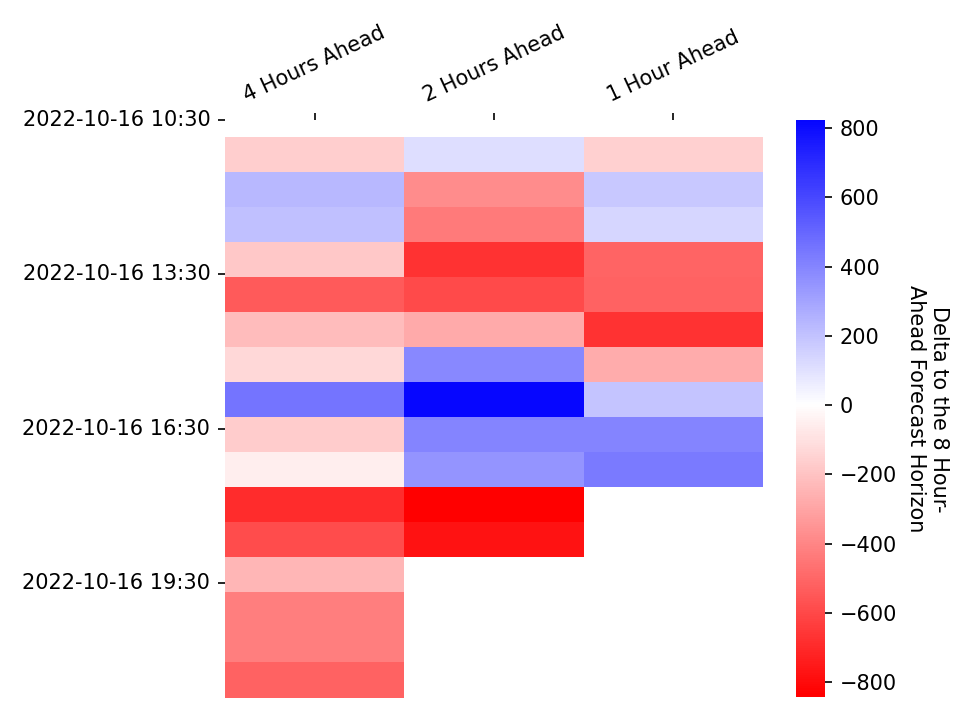 4 Hours Ahead
2 Hours Ahead
1 Hour Ahead
2022-10-16 10:30
2022-10-16 13:30
2022-10-16 16:30
2022-10-16 19:30
800
600
400
200
0
−200
−400
−600
−800
Delta to the 8 Hour-
Ahead Forecast Horizon